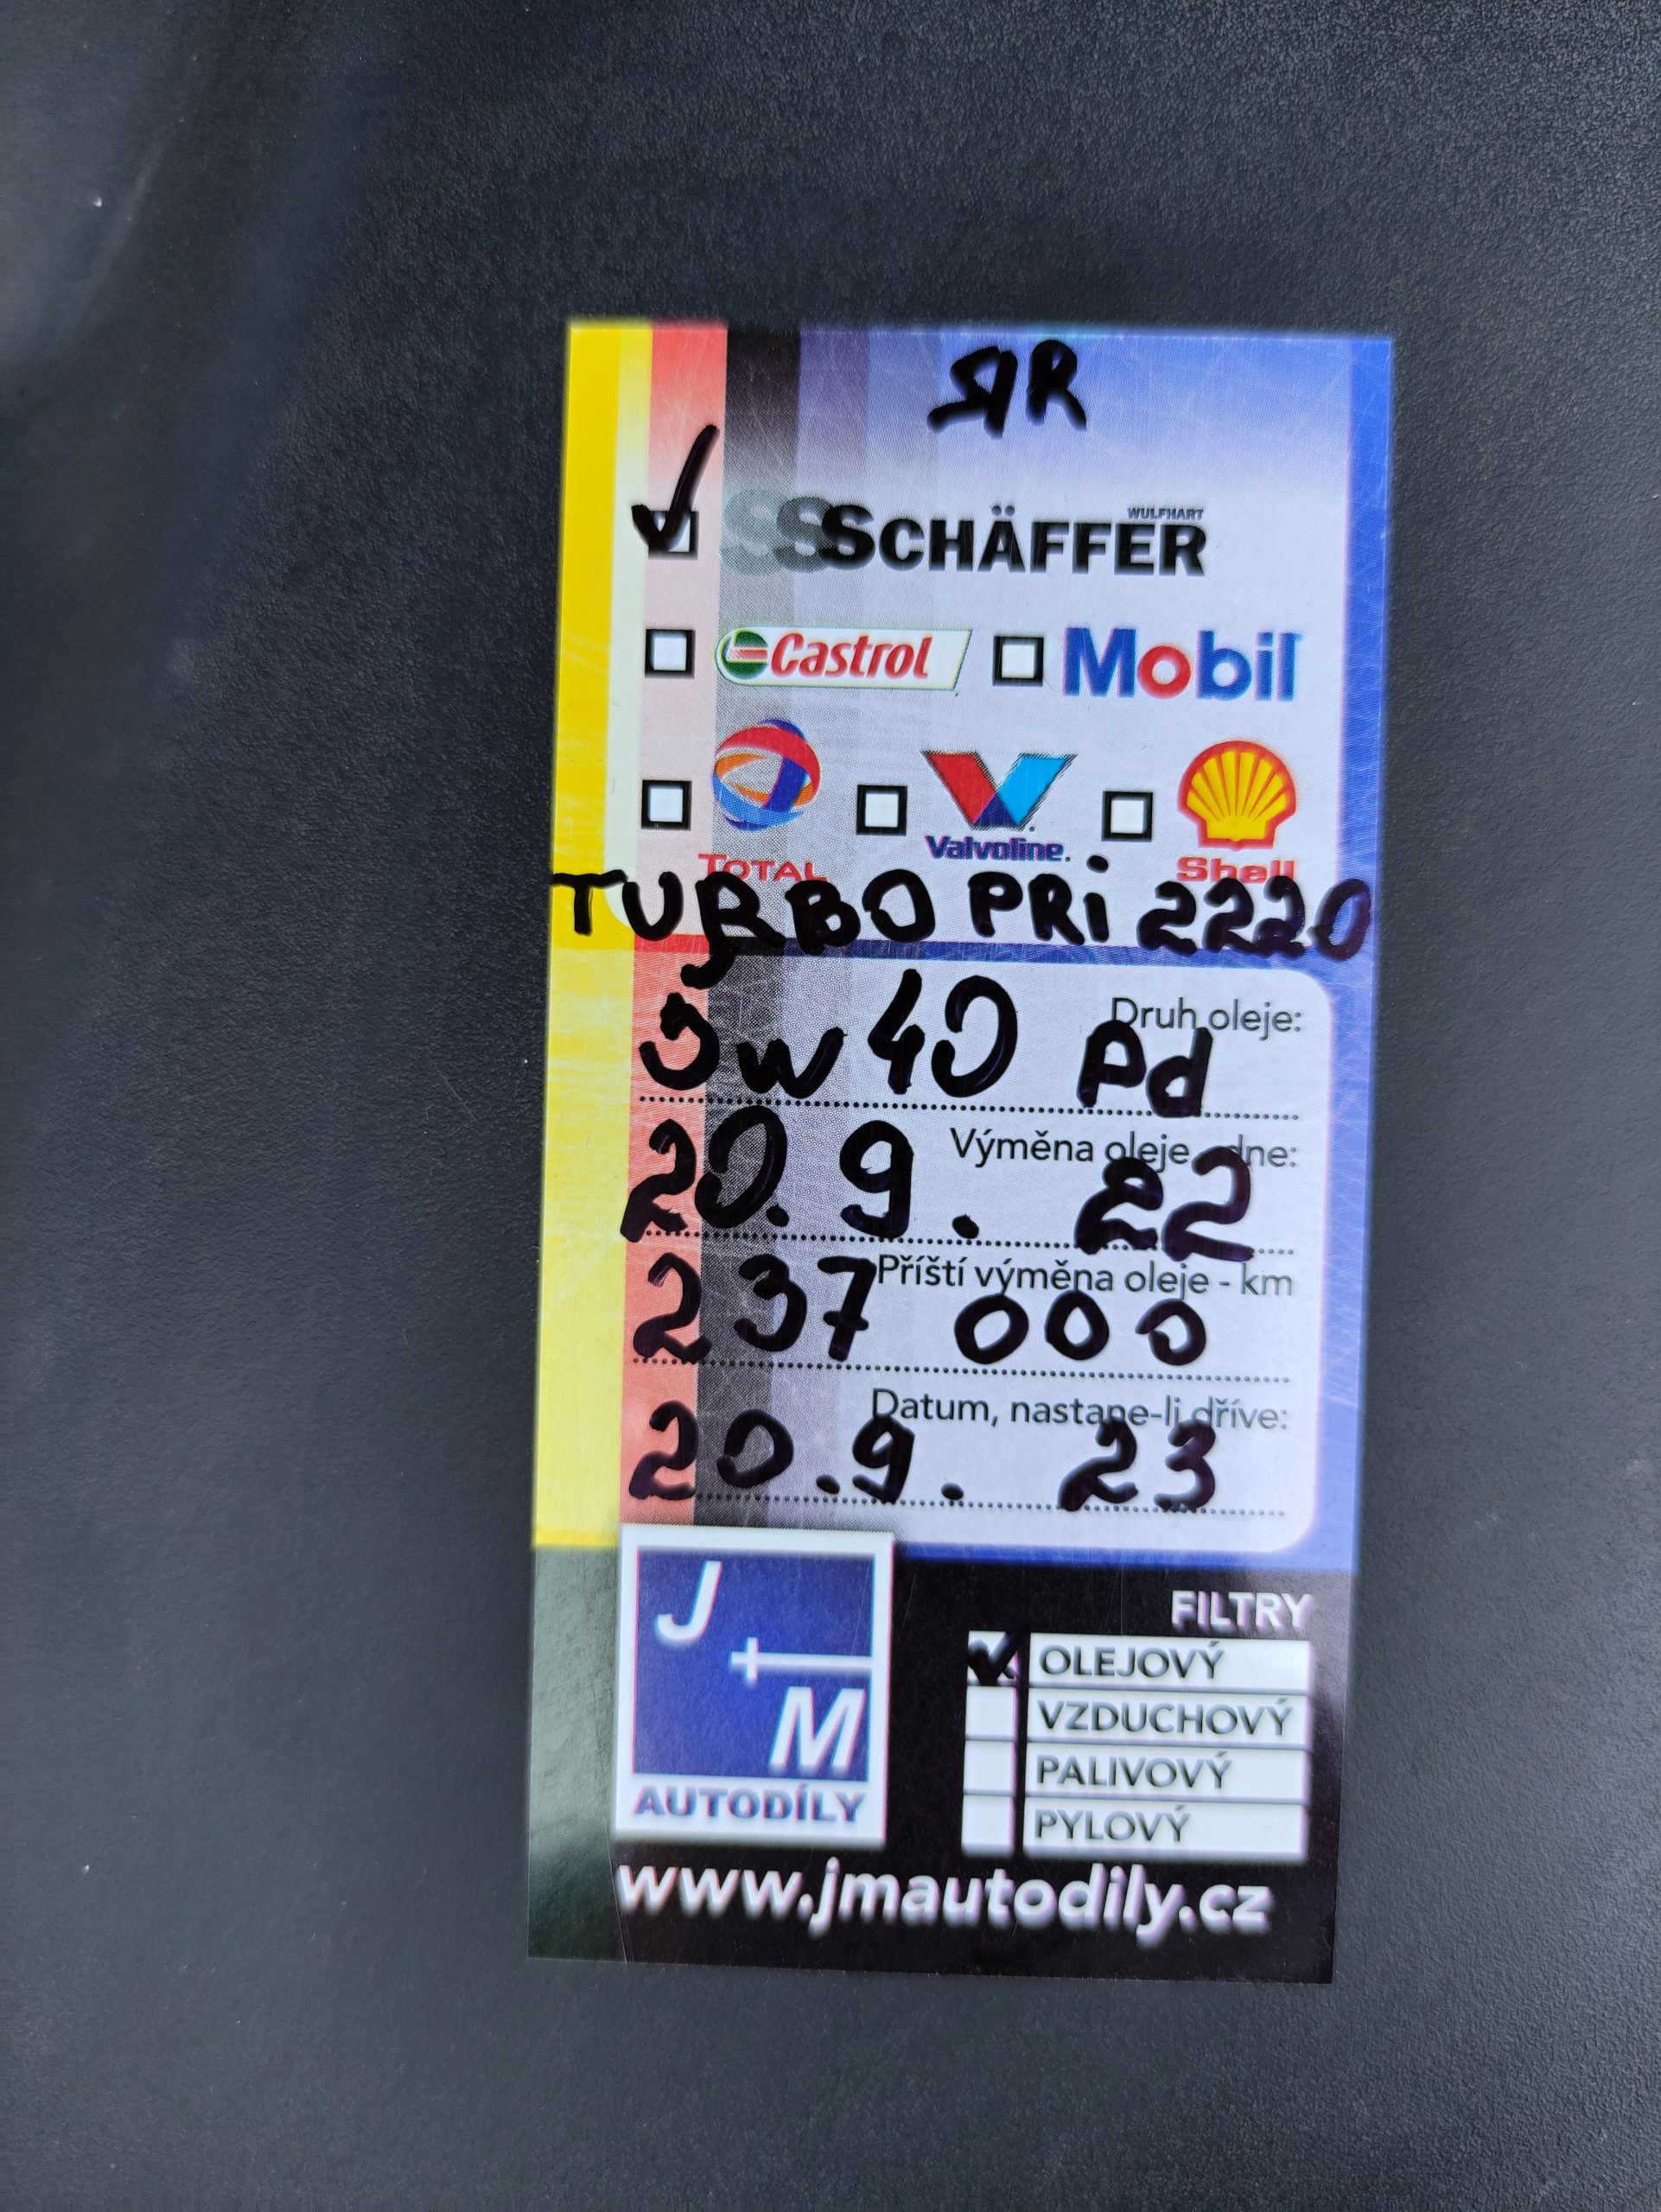 WULFHART
SCHÄFFER
Castrol Mobil
TOTAL Valvoline. Shell
TURBO PRi 2220
Druh oleje:
5w40 Pd
Výměna oleje - dne:
20. 9. 22
Příští výměna oleje - km
237 000
Datum, nastane-li dříve:
20.9. 23
J+M
AUTODÍLY
FILTRY
OLEJOVÝ
VZDUCHOVÝ
PALIVOVÝ
PYLOVÝ
www.jmautodily.cz